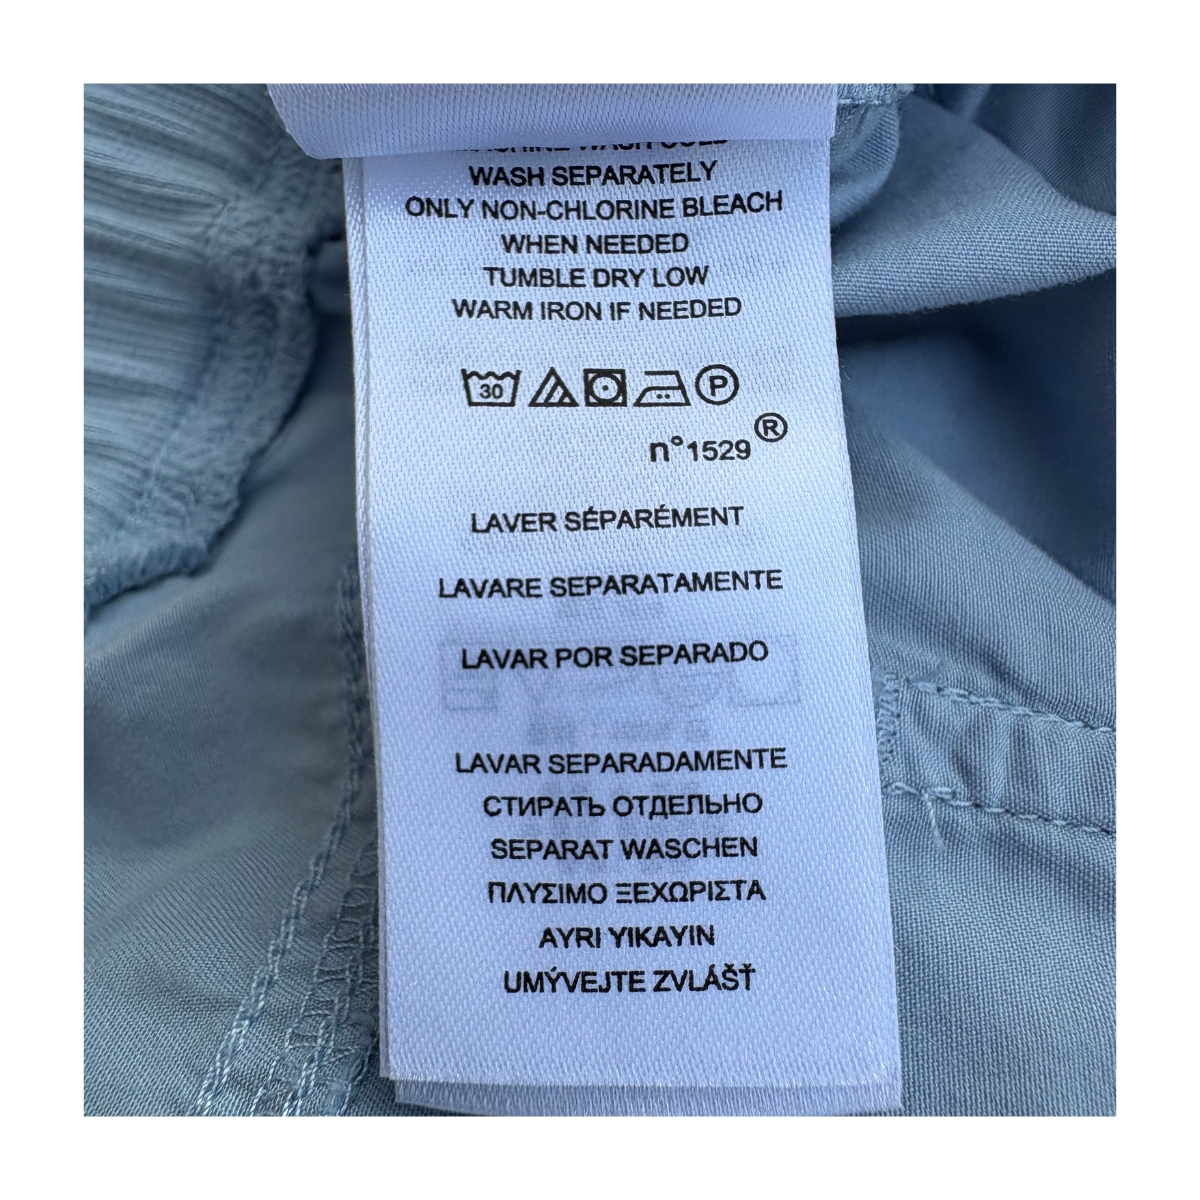 WASH SEPARATELY
ONLY NON-CHLORINE BLEACH
WHEN NEEDED
TUMBLE DRY LOW
WARM IRON IF NEEDED
30 P
n°1529®
LAVER SÉPARÉMENT
LAVARE SEPARATAMENTE
LAVAR POR SEPARADO
LAVAR SEPARADAMENTE
СТИРАТЬ ОТДЕЛЬНО
SEPARAT WASCHEN
ΠΛΥΣΙΜΟ ΞΕΧΩΡΙΣΤΑ
AYRI YIKAYIN
UMÝVEJTE ZVLÁŠŤ